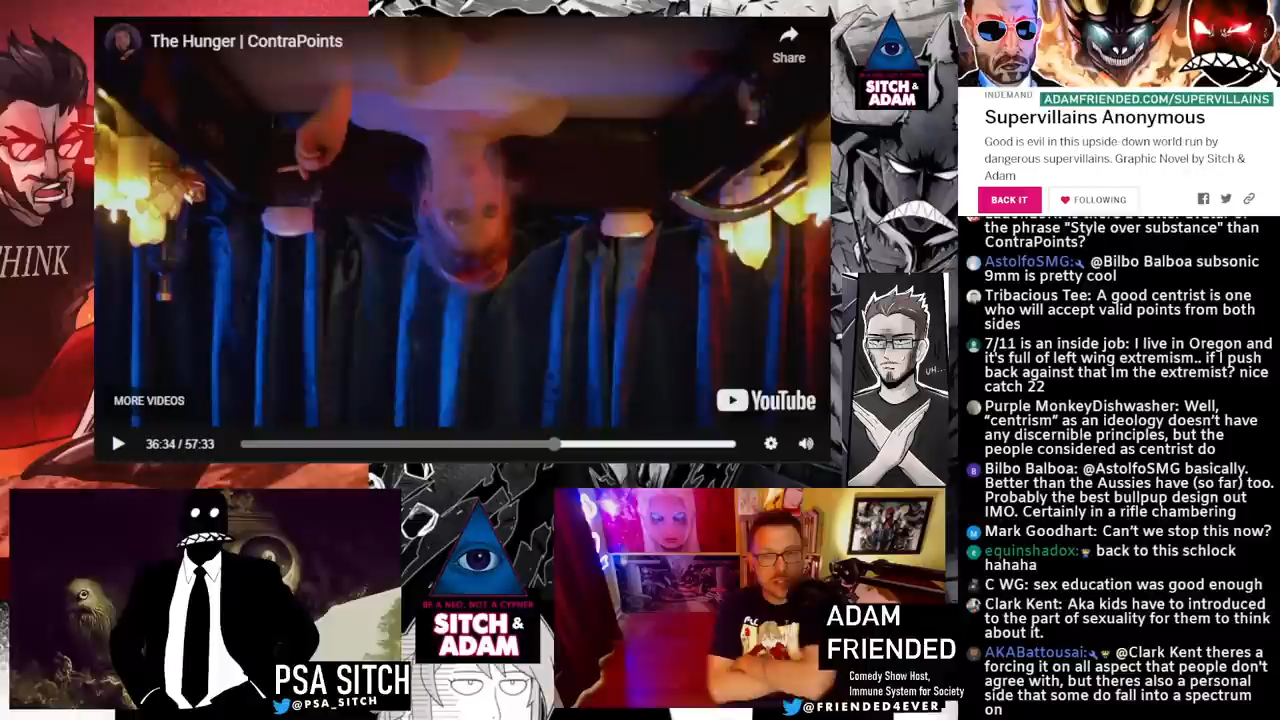 The Hunger | ContraPoints
Share
MORE VIDEOS
YouTube
36:34 / 57:33
THINK
SITCH &
ADAM
UH..
INDEMAND
ADAMFRIENDED.COM/SUPERVILLAINS
Supervillains Anonymous
Good is evil in this upside-down world run by
dangerous supervillains. Graphic Novel by Sitch &
Adam
BACK IT
FOLLOWING
the phrase "Style over substance" than
ContraPoints?
AstolfoSMG: @Bilbo Balboa subsonic
9mm is pretty cool
Tribacious Tee: A good centrist is one
who will accept valid points from both
sides
7/11 is an inside job: I live in Oregon and
it's full of left wing extremism.. if I push
back against that Im the extremist? nice
catch 22
Purple MonkeyDishwasher: Well,
“centrism” as an ideology doesn’t have
any discernible principles, but the
people considered as centrist do
Bilbo Balboa: @AstolfoSMG basically.
Better than the Aussies have (so far) too.
Probably the best bullpup design out
IMO. Certainly in a rifle chambering
Mark Goodhart: Can’t we stop this now?
equinshadox: back to this schlock
hahaha
C WG: sex education was good enough
Clark Kent: Aka kids have to introduced
to the part of sexuality for them to think
about it.
AKABattousai: @Clark Kent theres a
forcing it on all aspect that people don't
agree with, but theres also a personal
side that some do fall into a spectrum
on
PSA SITCH
@PSA_SITCH
BE A NEO, NOT A CYPHER
SITCH &
ADAM
ADAM
FRIENDED
Comedy Show Host,
Immune System for Society
@FRIENDED4EVER